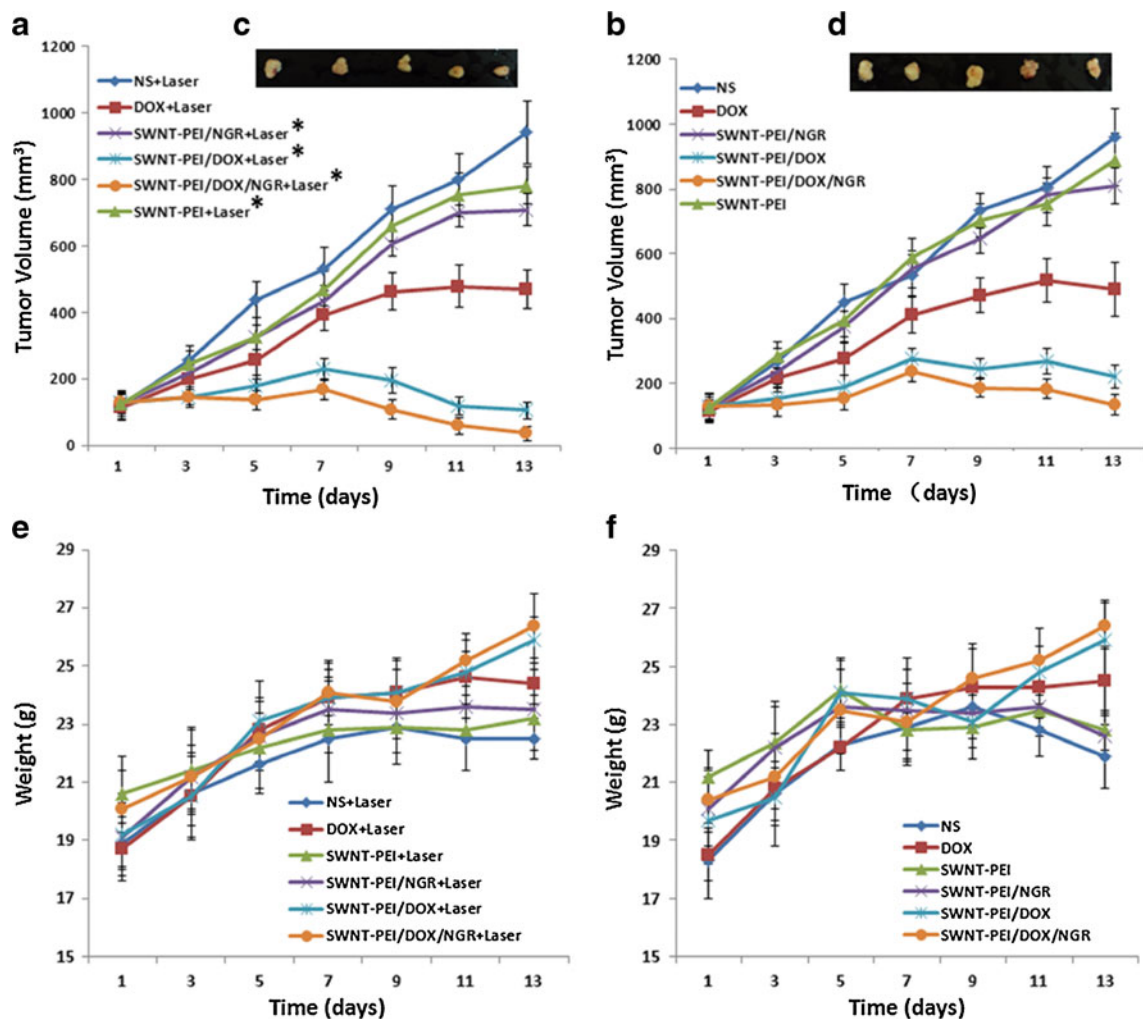 a
c
1200
1000
800
600
400
200
0
Tumor Volume (mm³)
NS+Laser
DOX+Laser
SWNT-PEI/NGR+Laser *
SWNT-PEI/DOX+Laser *
SWNT-PEI/DOX/NGR+Laser *
SWNT-PEI+Laser *
1 3 5 7 9 11 13
Time (days)
b
d
1200
1000
800
600
400
200
0
Tumor Volume (mm³)
NS
DOX
SWNT-PEI/NGR
SWNT-PEI/DOX
SWNT-PEI/DOX/NGR
SWNT-PEI
1 3 5 7 9 11 13
Time （days)
e
29
27
25
23
21
19
17
15
Weight (g)
NS+Laser
DOX+Laser
SWNT-PEI+Laser
SWNT-PEI/NGR+Laser
SWNT-PEI/DOX+Laser
SWNT-PEI/DOX/NGR+Laser
1 3 5 7 9 11 13
Time (days)
f
29
27
25
23
21
19
17
15
Weight (g)
NS
DOX
SWNT-PEI
SWNT-PEI/NGR
SWNT-PEI/DOX
SWNT-PEI/DOX/NGR
1 3 5 7 9 11 13
Time (days)